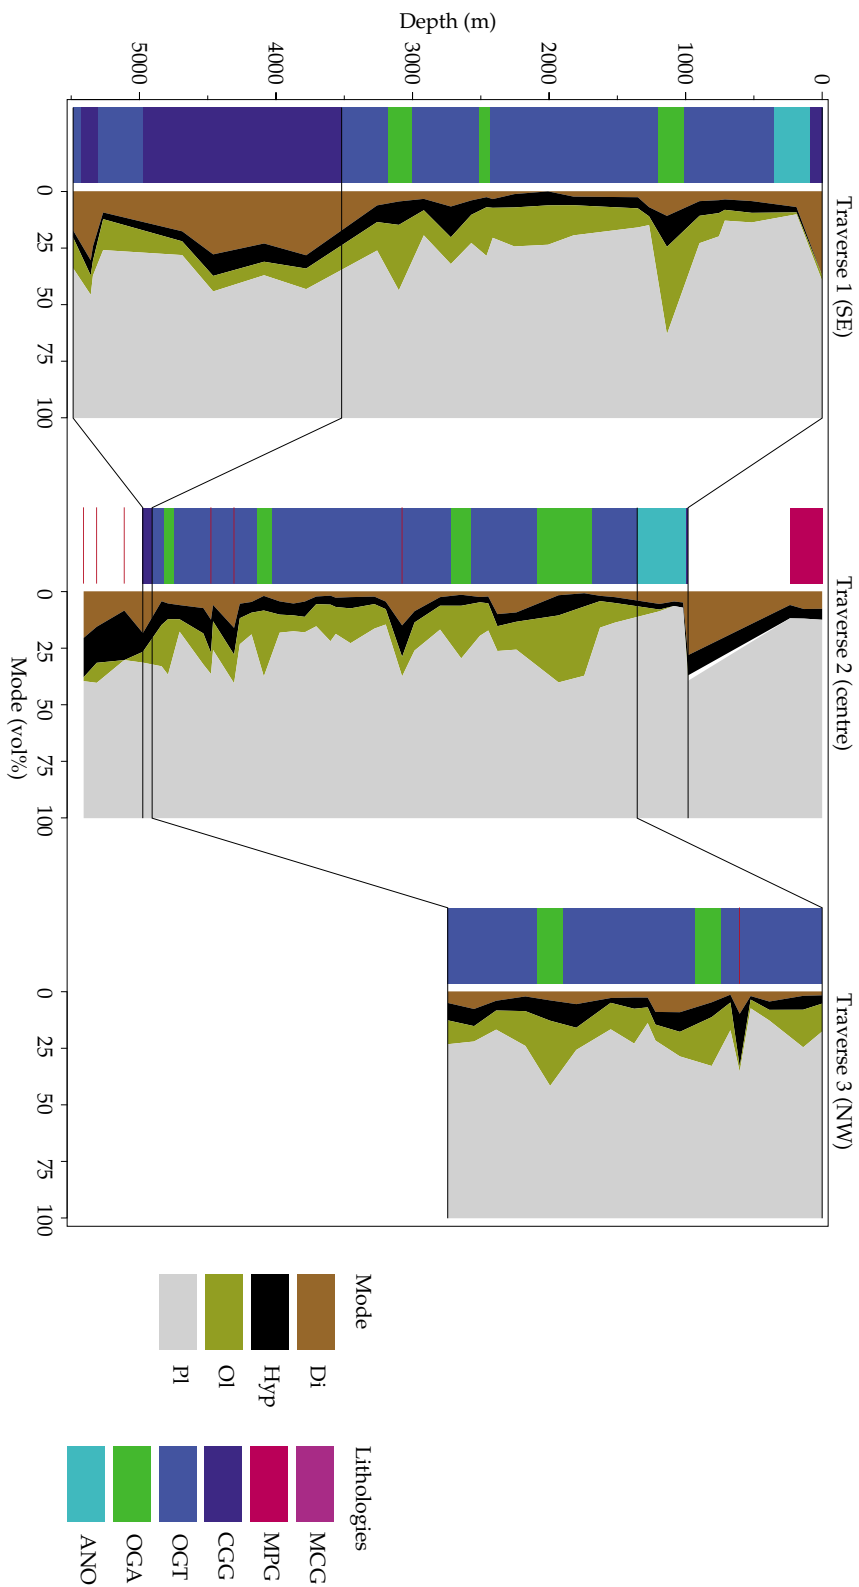 Traverse 1 (SE)
Traverse 2 (centre)
Traverse 3 (NW)
Depth (m)
0
1000
2000
3000
4000
5000
0
25
50
75
100
0
25
50
75
100
0
25
50
75
100
Mode (vol%)
Mode
Di
Hyp
Ol
Pl
Lithologies
MCG
MPG
CGG
OGT
OGA
ANO